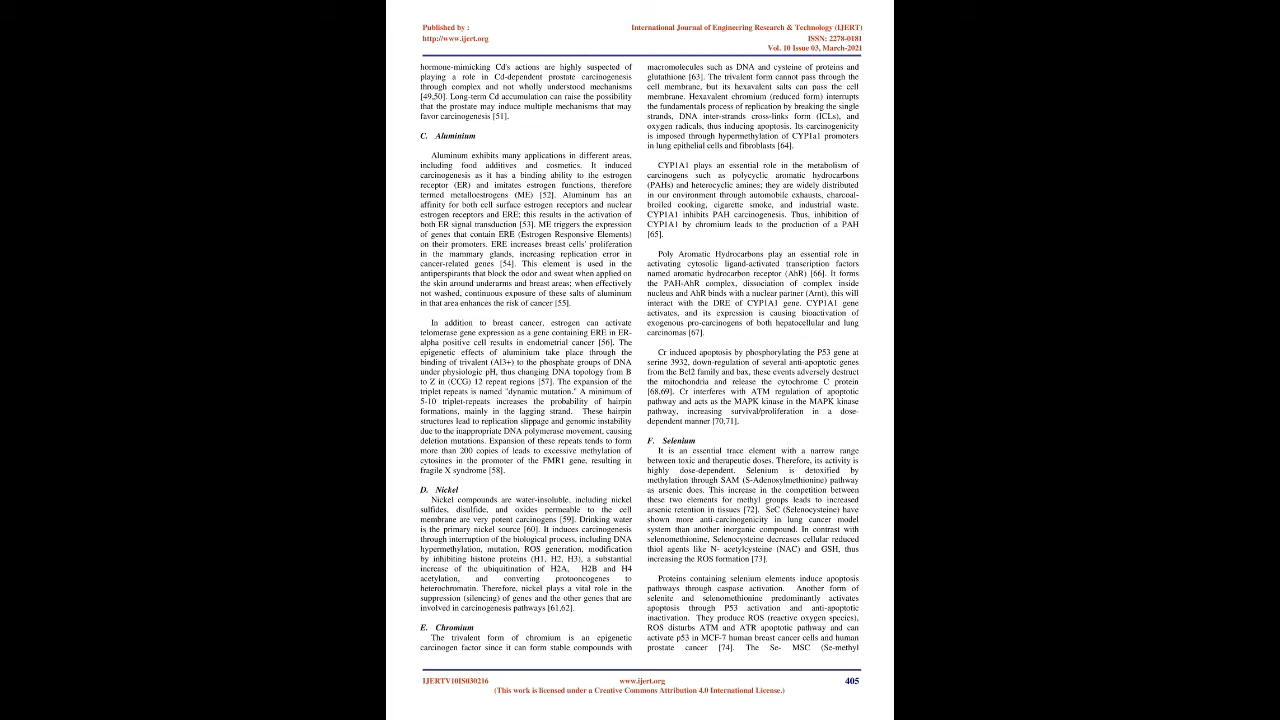 Published by :
International Journal of Engineering Research & Technology (IJERT)
http://www.ijert.org
ISSN: 2278-0181
Vol. 10 Issue 03, March-2021
hormone-mimicking Cd's actions are highly suspected of
playing a role in Cd-dependent prostate carcinogenesis
through complex and not wholly understood mechanisms
[49,50]. Long-term Cd accumulation can raise the possibility
that the prostate may induce multiple mechanisms that may
favor carcinogenesis [51].
C. Aluminium
Aluminum exhibits many applications in different areas,
including food additives and cosmetics. It induced
carcinogenesis as it has a binding ability to the estrogen
receptor (ER) and imitates estrogen functions, therefore
termed metalloestrogens (ME) [52]. Aluminum has an
affinity for both cell surface estrogen receptors and nuclear
estrogen receptors and ERE; this results in the activation of
both ER signal transduction [53]. ME triggers the expression
of genes that contain ERE (Estrogen Responsive Elements)
on their promoters. ERE increases breast cells' proliferation
in the mammary glands, increasing replication error in
cancer-related genes [54]. This element is used in the
antiperspirants that block the odor and sweat when applied on
the skin around underarms and breast areas; when effectively
not washed, continuous exposure of these salts of aluminum
in that area enhances the risk of cancer [55].
In addition to breast cancer, estrogen can activate
telomerase gene expression as a gene containing ERE in ER-
alpha positive cell results in endometrial cancer [56]. The
epigenetic effects of aluminium take place through the
binding of trivalent (Al3+) to the phosphate groups of DNA
under physiologic pH, thus changing DNA topology from B
to Z in (CCG) 12 repeat regions [57]. The expansion of the
triplet repeats is named "dynamic mutation." A minimum of
5-10 triplet-repeats increases the probability of hairpin
formations, mainly in the lagging strand. These hairpin
structures lead to replication slippage and genomic instability
due to the inappropriate DNA polymerase movement, causing
deletion mutations. Expansion of these repeats tends to form
more than 200 copies of leads to excessive methylation of
cytosines in the promoter of the FMR1 gene, resulting in
fragile X syndrome [58].
D. Nickel
Nickel compounds are water-insoluble, including nickel
sulfides, disulfide, and oxides permeable to the cell
membrane are very potent carcinogens [59]. Drinking water
is the primary nickel source [60]. It induces carcinogenesis
through interruption of the biological process, including DNA
hypermethylation, mutation, ROS generation, modification
by inhibiting histone proteins (H1, H2, H3), a substantial
increase of the ubiquitination of H2A, H2B and H4
acetylation, and converting protooncogenes to
heterochromatin. Therefore, nickel plays a vital role in the
suppression (silencing) of genes and the other genes that are
involved in carcinogenesis pathways [61,62].
E. Chromium
The trivalent form of chromium is an epigenetic
carcinogen factor since it can form stable compounds with
macromolecules such as DNA and cysteine of proteins and
glutathione [63]. The trivalent form cannot pass through the
cell membrane, but its hexavalent salts can pass the cell
membrane. Hexavalent chromium (reduced form) interrupts
the fundamentals process of replication by breaking the single
strands, DNA inter-strands cross-links form (ICLs), and
oxygen radicals, thus inducing apoptosis. Its carcinogenicity
is imposed through hypermethylation of CYP1a1 promoters
in lung epithelial cells and fibroblasts [64].
CYP1A1 plays an essential role in the metabolism of
carcinogens such as polycyclic aromatic hydrocarbons
(PAHs) and heterocyclic amines; they are widely distributed
in our environment through automobile exhausts, charcoal-
broiled cooking, cigarette smoke, and industrial waste.
CYP1A1 inhibits PAH carcinogenesis. Thus, inhibition of
CYP1A1 by chromium leads to the production of a PAH
[65].
Poly Aromatic Hydrocarbons play an essential role in
activating cytosolic ligand-activated transcription factors
named aromatic hydrocarbon receptor (AhR) [66]. It forms
the PAH-AhR complex, dissociation of complex inside
nucleus and AhR binds with a nuclear partner (Arnt), this will
interact with the DRE of CYP1A1 gene. CYP1A1 gene
activates, and its expression is causing bioactivation of
exogenous pro-carcinogens of both hepatocellular and lung
carcinomas [67].
Cr induced apoptosis by phosphorylating the P53 gene at
serine 3932, down-regulation of several anti-apoptotic genes
from the Bcl2 family and bax, these events adversely destruct
the mitochondria and release the cytochrome C protein
[68,69]. Cr interferes with ATM regulation of apoptotic
pathway and acts as the MAPK kinase in the MAPK kinase
pathway, increasing survival/proliferation in a dose-
dependent manner [70,71].
F. Selenium
It is an essential trace element with a narrow range
between toxic and therapeutic doses. Therefore, its activity is
highly dose-dependent. Selenium is detoxified by
methylation through SAM (S-Adenosylmethionine) pathway
as arsenic does. This increase in the competition between
these two elements for methyl groups leads to increased
arsenic retention in tissues [72]. SeC (Selenocysteine) have
shown more anti-carcinogenicity in lung cancer model
system than another inorganic compound. In contrast with
selenomethionine, Selenocysteine decreases cellular reduced
thiol agents like N- acetylcysteine (NAC) and GSH, thus
increasing the ROS formation [73].
Proteins containing selenium elements induce apoptosis
pathways through caspase activation. Another form of
selenite and selenomethionine predominantly activates
apoptosis through P53 activation and anti-apoptotic
inactivation. They produce ROS (reactive oxygen species),
ROS disturbs ATM and ATR apoptotic pathway and can
activate p53 in MCF-7 human breast cancer cells and human
prostate cancer [74]. The Se- MSC (Se-methyl
IJERTV10IS030216
www.ijert.org
405
(This work is licensed under a Creative Commons Attribution 4.0 International License.)